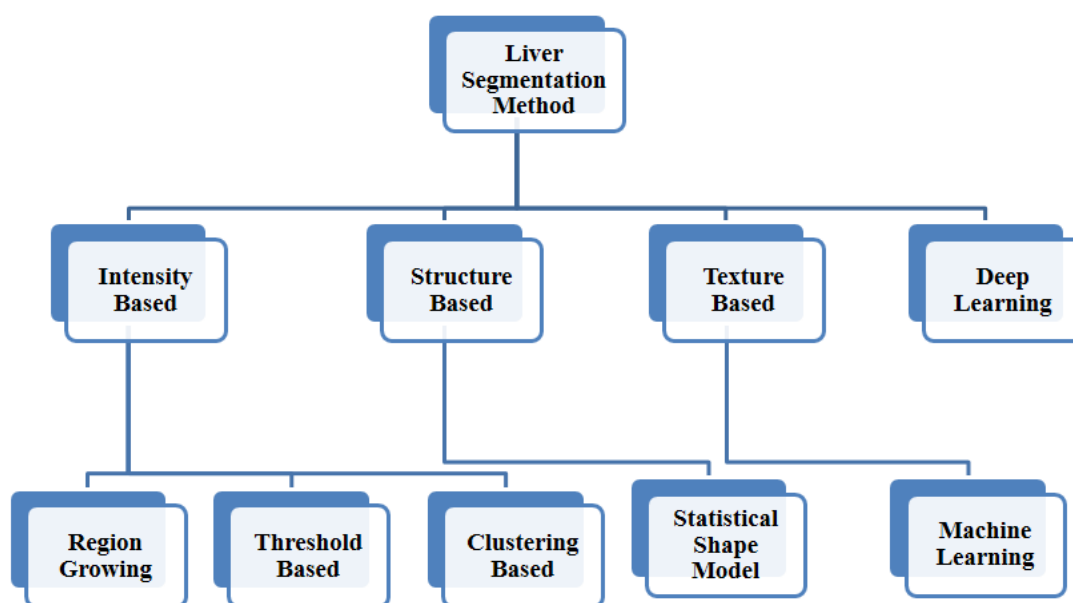 Liver
Segmentation
Method
Intensity
Based
Structure
Based
Texture
Based
Deep
Learning
Region
Growing
Threshold
Based
Clustering
Based
Statistical
Shape
Model
Machine
Learning